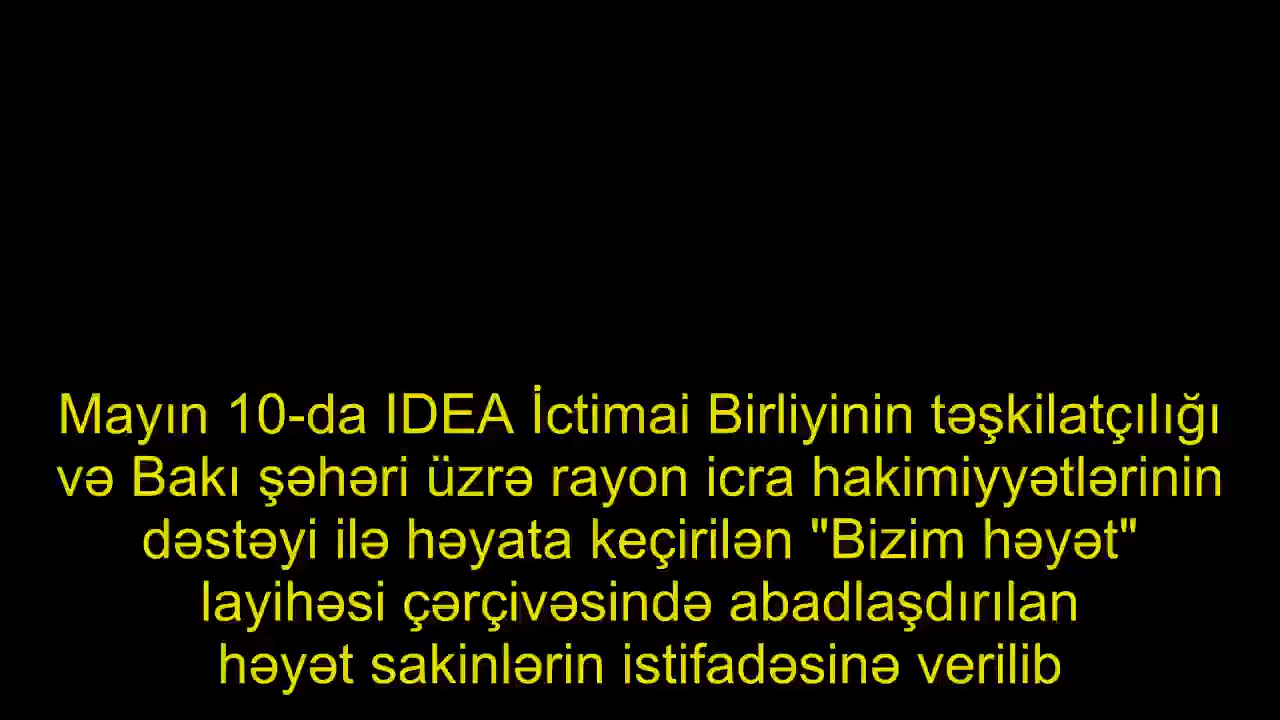 Mayın 10-da IDEA İctimai Birliyinin təşkilatçılığı
və Bakı şəhəri üzrə rayon icra hakimiyyətlərinin
dəstəyi ilə həyata keçirilən "Bizim həyət"
layihəsi çərçivəsində abadlaşdırılan
həyət sakinlərin istifadəsinə verilib